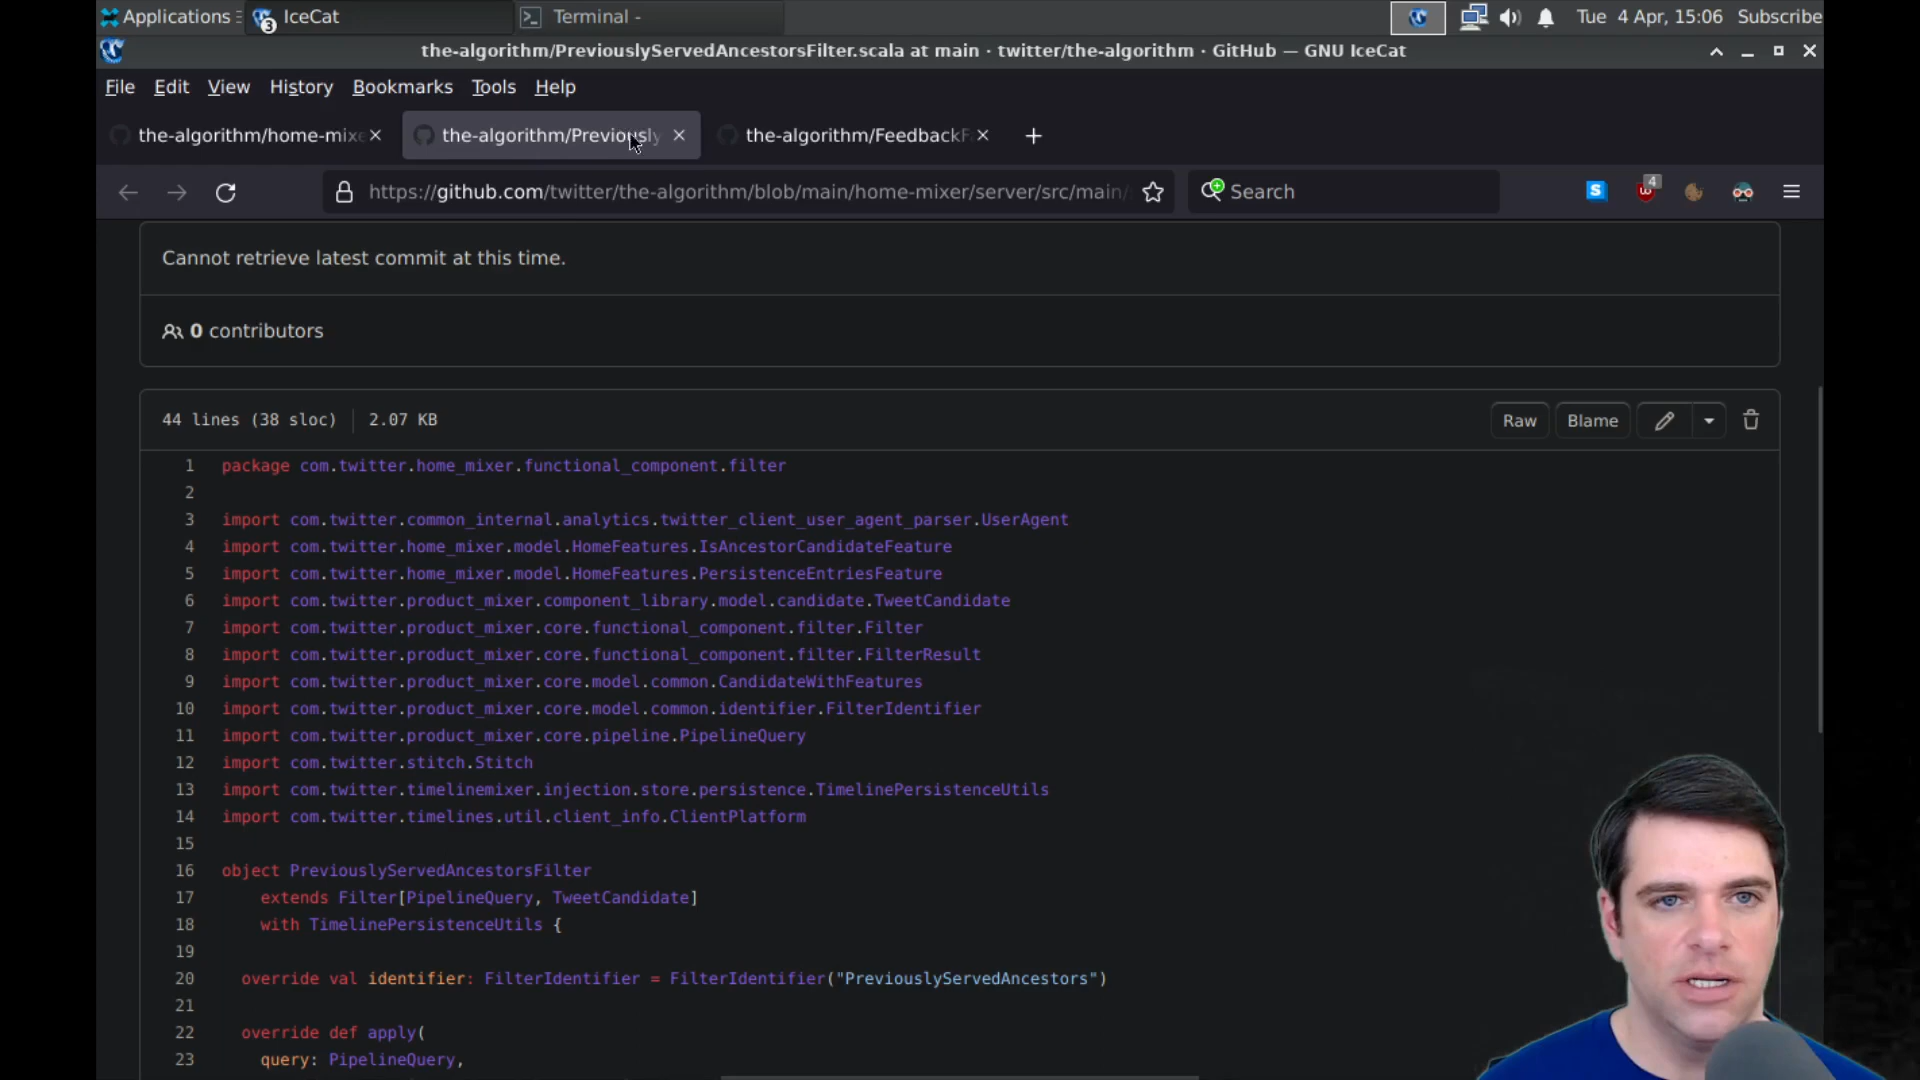 Applications
3
IceCat
Terminal -
Tue 4 Apr, 15:06
Subscribe
the-algorithm/PreviouslyServedAncestorsFilter.scala at main · twitter/the-algorithm · GitHub — GNU IceCat
File Edit View History Bookmarks Tools Help
the-algorithm/home-mixe
the-algorithm/Previously
the-algorithm/FeedbackF
https://github.com/twitter/the-algorithm/blob/main/home-mixer/server/src/main/
Search
S
4
Cannot retrieve latest commit at this time.
0 contributors
44 lines (38 sloc) 2.07 KB
Raw Blame
1 package com.twitter.home_mixer.functional_component.filter
2
3 import com.twitter.common_internal.analytics.twitter_client_user_agent_parser.UserAgent
4 import com.twitter.home_mixer.model.HomeFeatures.IsAncestorCandidateFeature
5 import com.twitter.home_mixer.model.HomeFeatures.PersistenceEntriesFeature
6 import com.twitter.product_mixer.component_library.model.candidate.TweetCandidate
7 import com.twitter.product_mixer.core.functional_component.filter.Filter
8 import com.twitter.product_mixer.core.functional_component.filter.FilterResult
9 import com.twitter.product_mixer.core.model.common.CandidateWithFeatures
10 import com.twitter.product_mixer.core.model.common.identifier.FilterIdentifier
11 import com.twitter.product_mixer.core.pipeline.PipelineQuery
12 import com.twitter.stitch.Stitch
13 import com.twitter.timelinemixer.injection.store.persistence.TimelinePersistenceUtils
14 import com.twitter.timelines.util.client_info.ClientPlatform
15
16 object PreviouslyServedAncestorsFilter
17 extends Filter[PipelineQuery, TweetCandidate]
18 with TimelinePersistenceUtils {
19
20 override val identifier: FilterIdentifier = FilterIdentifier("PreviouslyServedAncestors")
21
22 override def apply(
23 query: PipelineQuery,